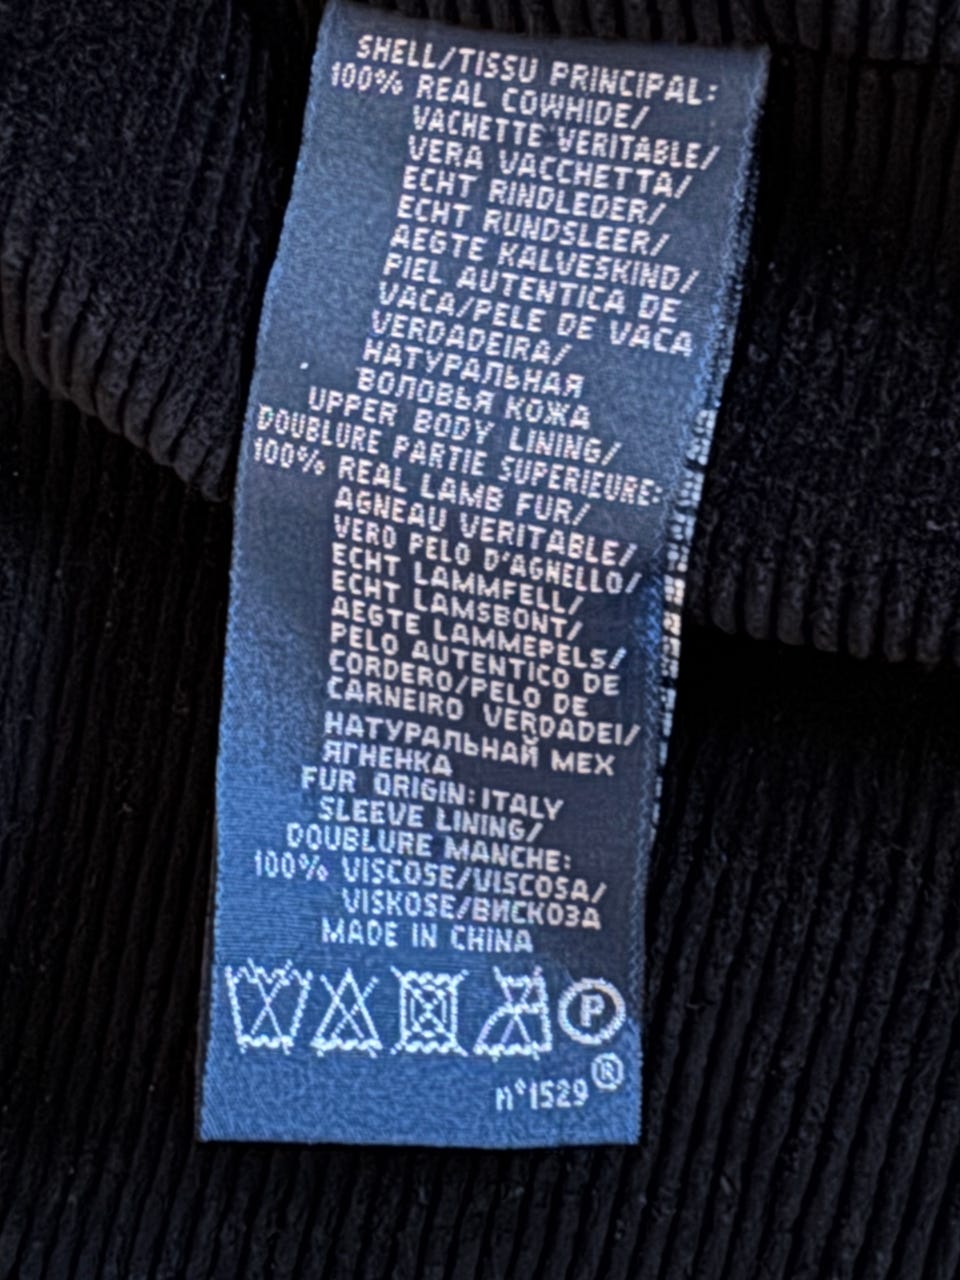 SHELL/TISSU PRINCIPAL:
100% REAL COWHIDE/
VACHETTE VERITABLE/
VERA VACCHETTA/
ECHT RINDLEDER/
ECHT RUNDSLEER/
AEGTE KALVESKIND/
PIEL AUTENTICA DE
VACA/PELE DE VACA
VERDADEIRA/
НАТУРАЛЬНАЯ
ВОЛОВЬЯ КОЖА
UPPER BODY LINING/
DOUBLURE PARTIE SUPERIEURE:
100% REAL LAMB FUR/
AGNEAU VERITABLE/
VERO PELO D'AGNELLO/
ECHT LAMMFELL/
ECHT LAMSBONT/
AEGTE LAMMEPELS/
PELO AUTENTICO DE
CORDERO/PELO DE
CARNEIRO VERDADEI/
НАТУРАЛЬНАЙ МЕХ
ЯГНЕНКА
FUR ORIGIN:ITALY
SLEEVE LINING/
DOUBLURE MANCHE:
100% VISCOSE/VISCOSA/
VISKOSE/ВИСКОЗА
MADE IN CHINA
P
n°1529 ®